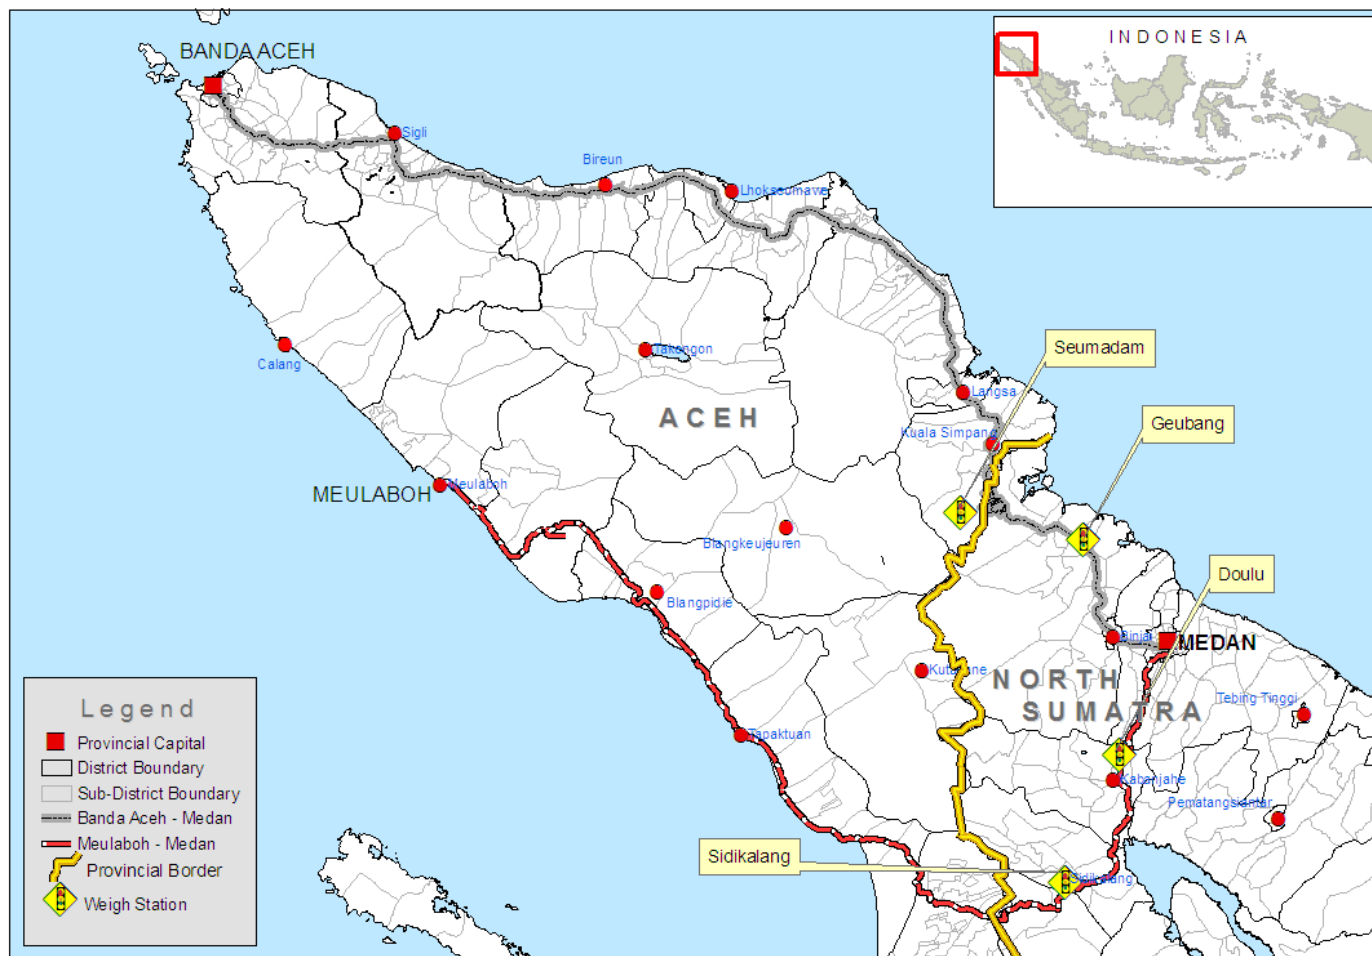 BANDA ACEH
INDONESIA
Sigli
Bireun
Lhokseumawe
Seumadam
Calang
Takengon
Langsa
ACEH
Geubang
Kuala Simpang
MEULABOH
Meulaboh
Blangkeujeuren
Doulu
Blangpidie
Binjai
MEDAN
Kutacane
NORTH
SUMATRA
Tebing Tinggi
Tapaktuan
Kabanjahe
Pematangsiantar
Sidikalang
Sidikalang
Legend
Provincial Capital
District Boundary
Sub-District Boundary
Banda Aceh - Medan
Meulaboh - Medan
Provincial Border
Weigh Station